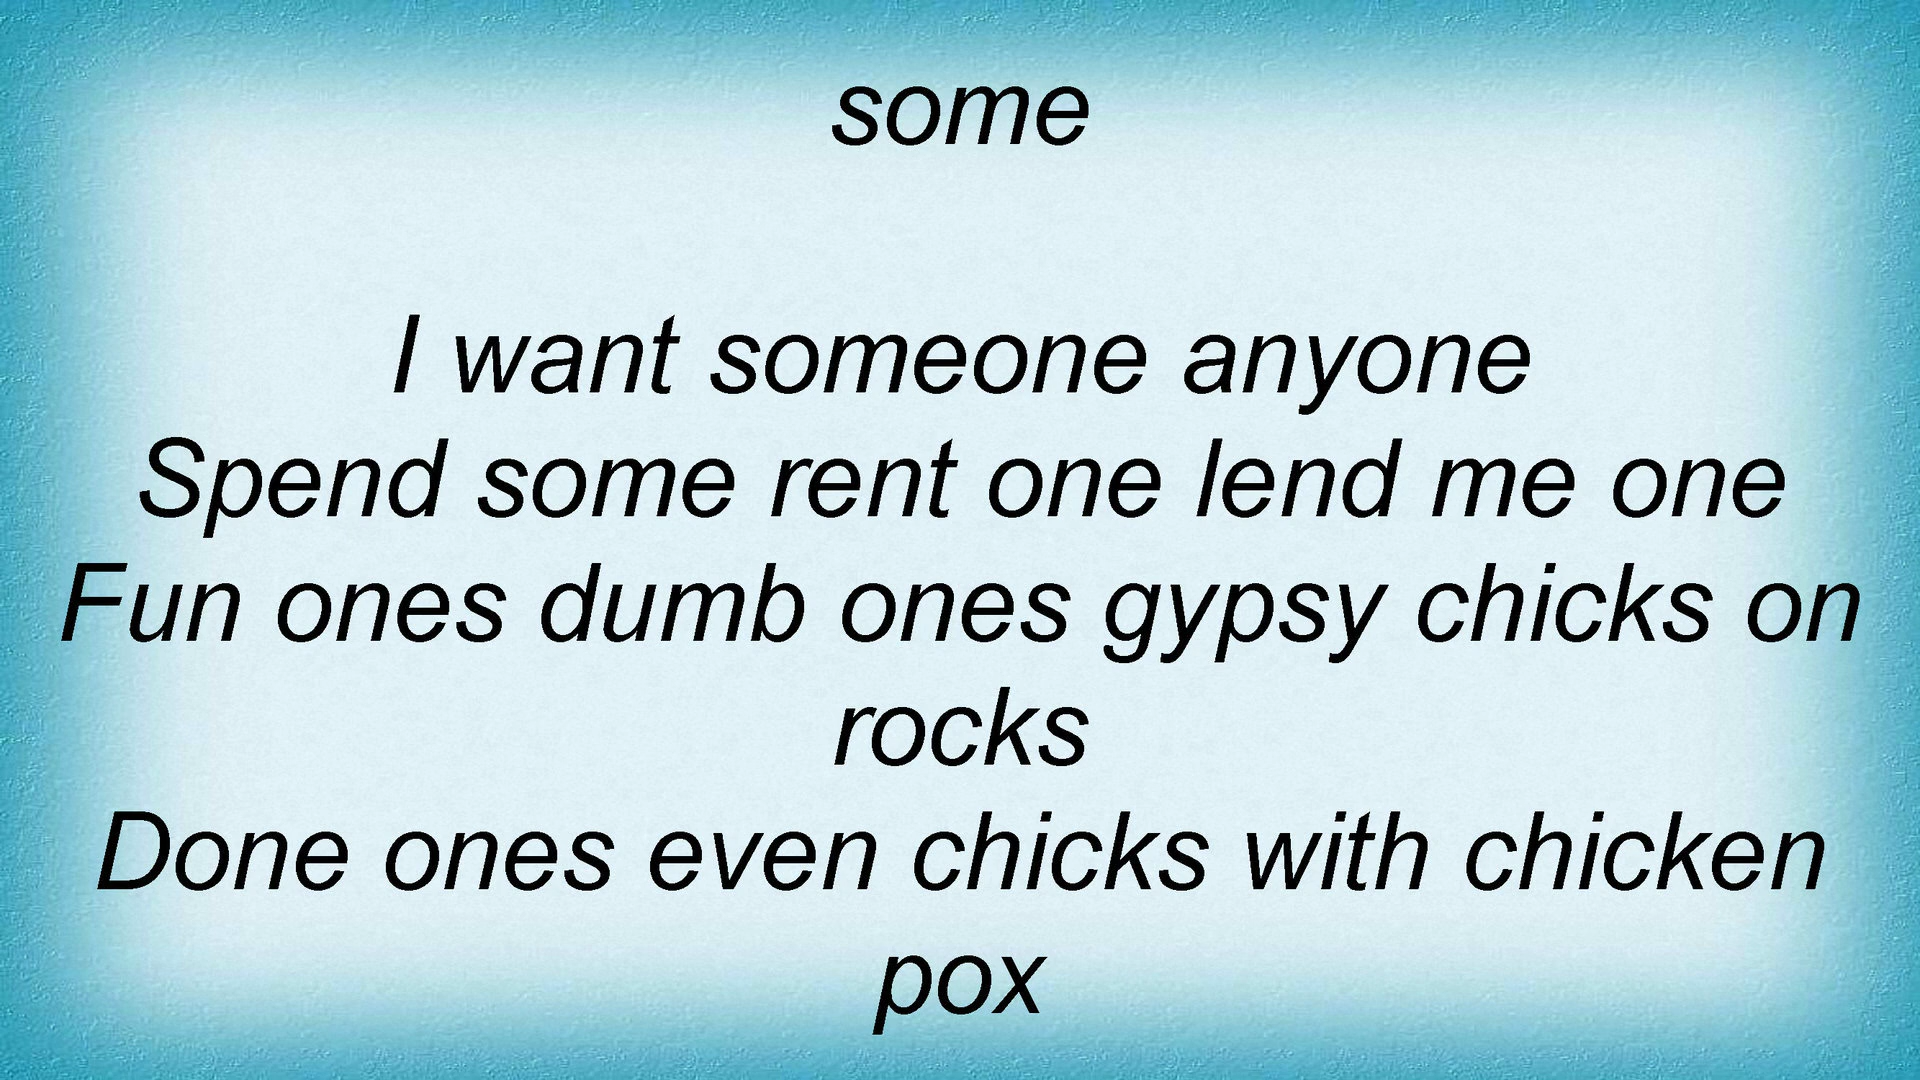 some
I want someone anyone
Spend some rent one lend me one
Fun ones dumb ones gypsy chicks on
rocks
Done ones even chicks with chicken
pox